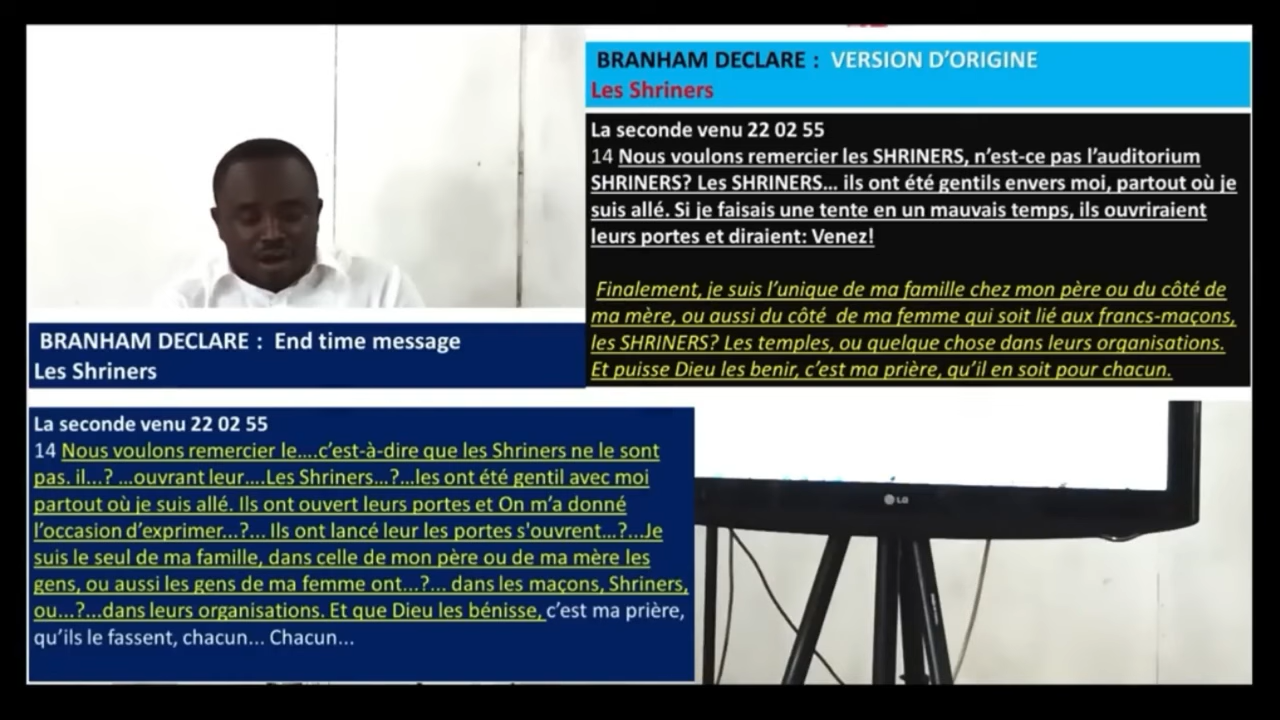 BRANHAM DECLARE : VERSION D’ORIGINE
Les Shriners
La seconde venu 22 02 55
14 Nous voulons remercier les SHRINERS, n’est-ce pas l’auditorium
SHRINERS? Les SHRINERS... ils ont été gentils envers moi, partout où je
suis allé. Si je faisais une tente en un mauvais temps, ils ouvriraient
leurs portes et diraient: Venez!
Finalement, je suis l’unique de ma famille chez mon père ou du côté de
ma mère, ou aussi du côté de ma femme qui soit lié aux francs-maçons,
les SHRINERS? Les temples, ou quelque chose dans leurs organisations.
Et puisse Dieu les benir, c’est ma prière, qu’il en soit pour chacun.
BRANHAM DECLARE : End time message
Les Shriners
La seconde venu 22 02 55
14 Nous voulons remercier le....c’est-à-dire que les Shriners ne le sont
pas. il...? ...ouvrant leur....Les Shriners...?...les ont été gentil avec moi
partout où je suis allé. Ils ont ouvert leurs portes et On m’a donné
l’occasion d’exprimer...?... Ils ont lancé leur les portes s'ouvrent...?...Je
suis le seul de ma famille, dans celle de mon père ou de ma mère les
gens, ou aussi les gens de ma femme ont...?... dans les maçons, Shriners,
ou...?...dans leurs organisations. Et que Dieu les bénisse, c’est ma prière,
qu’ils le fassent, chacun... Chacun...
LG